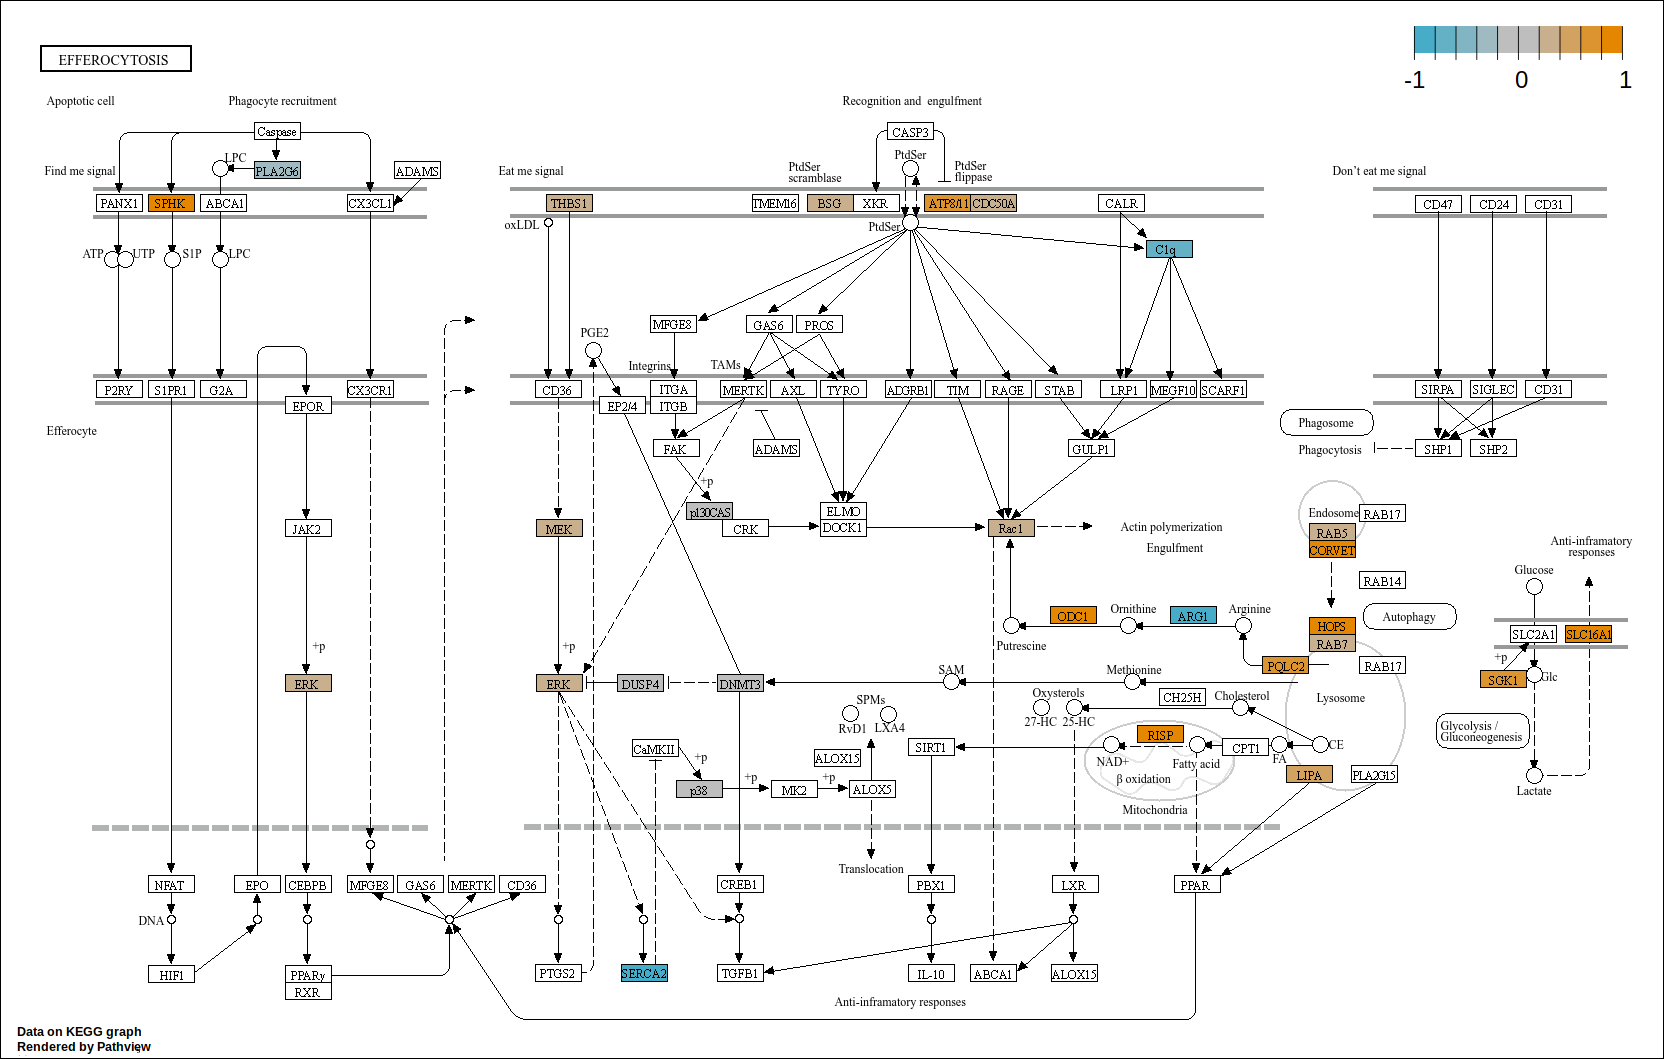 EFFEROCYTOSIS
-1 0 1
Apoptotic cell
Phagocyte recruitment
Recognition and engulfment
Caspase
CASP3
LPC
PtdSer
Find me signal
PLA2G6
ADAMS
Eat me signal
PtdSer
scramblase
PtdSer
flippase
Don't eat me signal
PANX1
SPHK
ABCA1
CX3CL1
THBS1
TMEM16
BSG
XKR
ATP8/11
CDC50A
CALR
CD47
CD24
CD31
oxLDL
PtdSer
ATP
UTP
S1P
LPC
C1q
MFGE8
GAS6
PROS
PGE2
Integrins
TAMs
P2RY
S1PR1
G2A
CX3CR1
CD36
ITGA
MERTK
AXL
TYRO
ADGRB1
TIM
RAGE
STAB
LRP1
MEGF10
SCARF1
SIRPA
SIGLEC
CD31
EPOR
EP2/4
ITGB
Efferocyte
Phagosome
FAK
ADAMS
GULP1
Phagocytosis
SHP1
SHP2
+p
p130CAS
ELMO
Endosome
RAB17
JAK2
MEK
CRK
DOCK1
Rac1
Actin polymerization
RAB5
Engulfment
CORVET
Anti-inframatory
responses
Glucose
RAB14
ODC1
Ornithine
ARG1
Arginine
Autophagy
HOPS
SLC2A1
SLC16A1
+p
+p
Putrescine
RAB7
+p
PQLC2
RAB17
SAM
Methionine
ERK
ERK
DUSP4
DNMT3
SGK1
Glc
Oxysterols
CH25H
Cholesterol
Lysosome
SPMs
RvD1
LXA4
27-HC
25-HC
Glycolysis /
Gluconeogenesis
RISP
CaMKII
SIRT1
CPT1
CE
+p
ALOX15
NAD+
Fatty acid
FA
+p
+p
β oxidation
LIPA
PLA2G15
p38
MK2
ALOX5
Lactate
Mitochondria
Translocation
NFAT
EPO
CEBPB
MFGE8
GAS6
MERTK
CD36
CREB1
PBX1
LXR
PPAR
DNA
HIF1
PPARγ
RXR
PTGS2
SERCA2
TGFB1
IL-10
ABCA1
ALOX15
Anti-inframatory responses
Data on KEGG graph
Rendered by Pathview